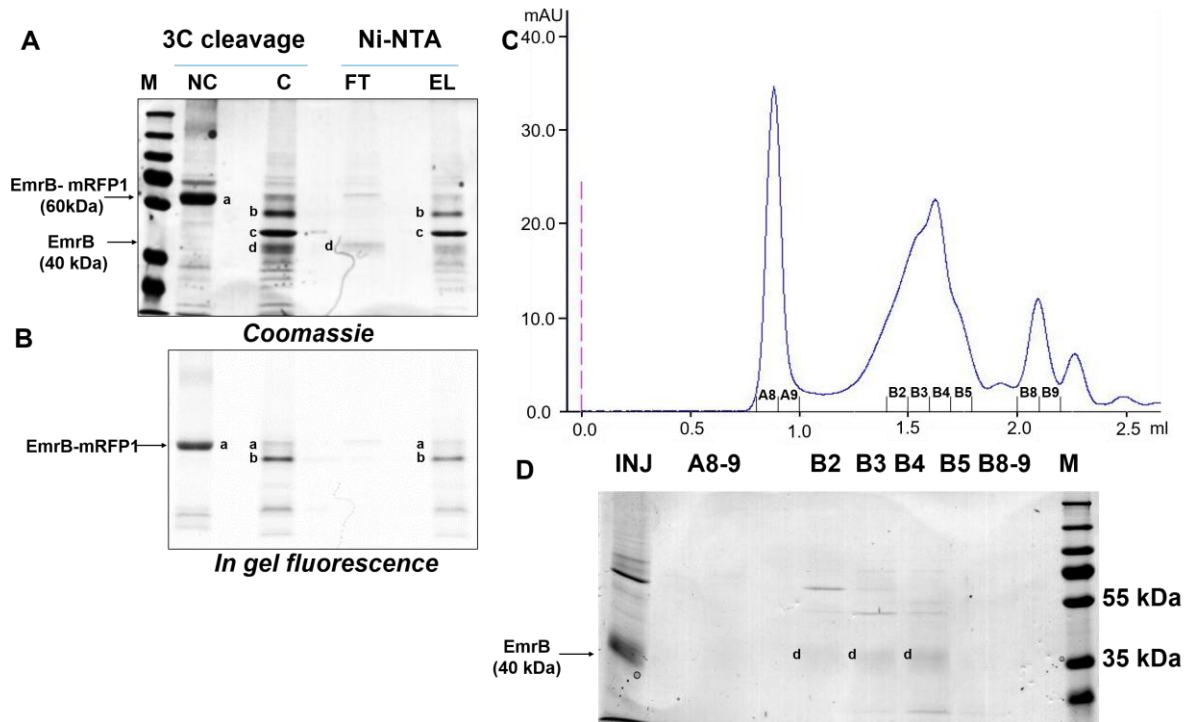 A
3C cleavage Ni-NTA
M NC C FT EL
EmrB- mRFP1
(60kDa)
a
b b
EmrB
(40 kDa)
c c
d d
Coomassie
B
EmrB-mRFP1
a a a
b b
In gel fluorescence
C
mAU
40.0
30.0
20.0
10.0
0.0
A8 A9 B2 B3 B4 B5 B8 B9
0.0 0.5 1.0 1.5 2.0 2.5 ml
D
INJ A8-9 B2 B3 B4 B5 B8-9 M
55 kDa
EmrB
(40 kDa)
d d d
35 kDa